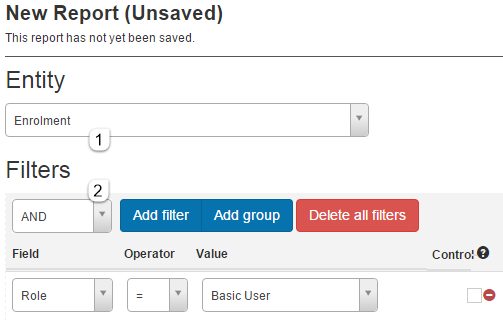 New Report (Unsaved)
This report has not yet been saved.
Entity
Enrolment
1
Filters
2
AND Add filter Add group Delete all filters
Field Operator Value Control ?
Role = Basic User